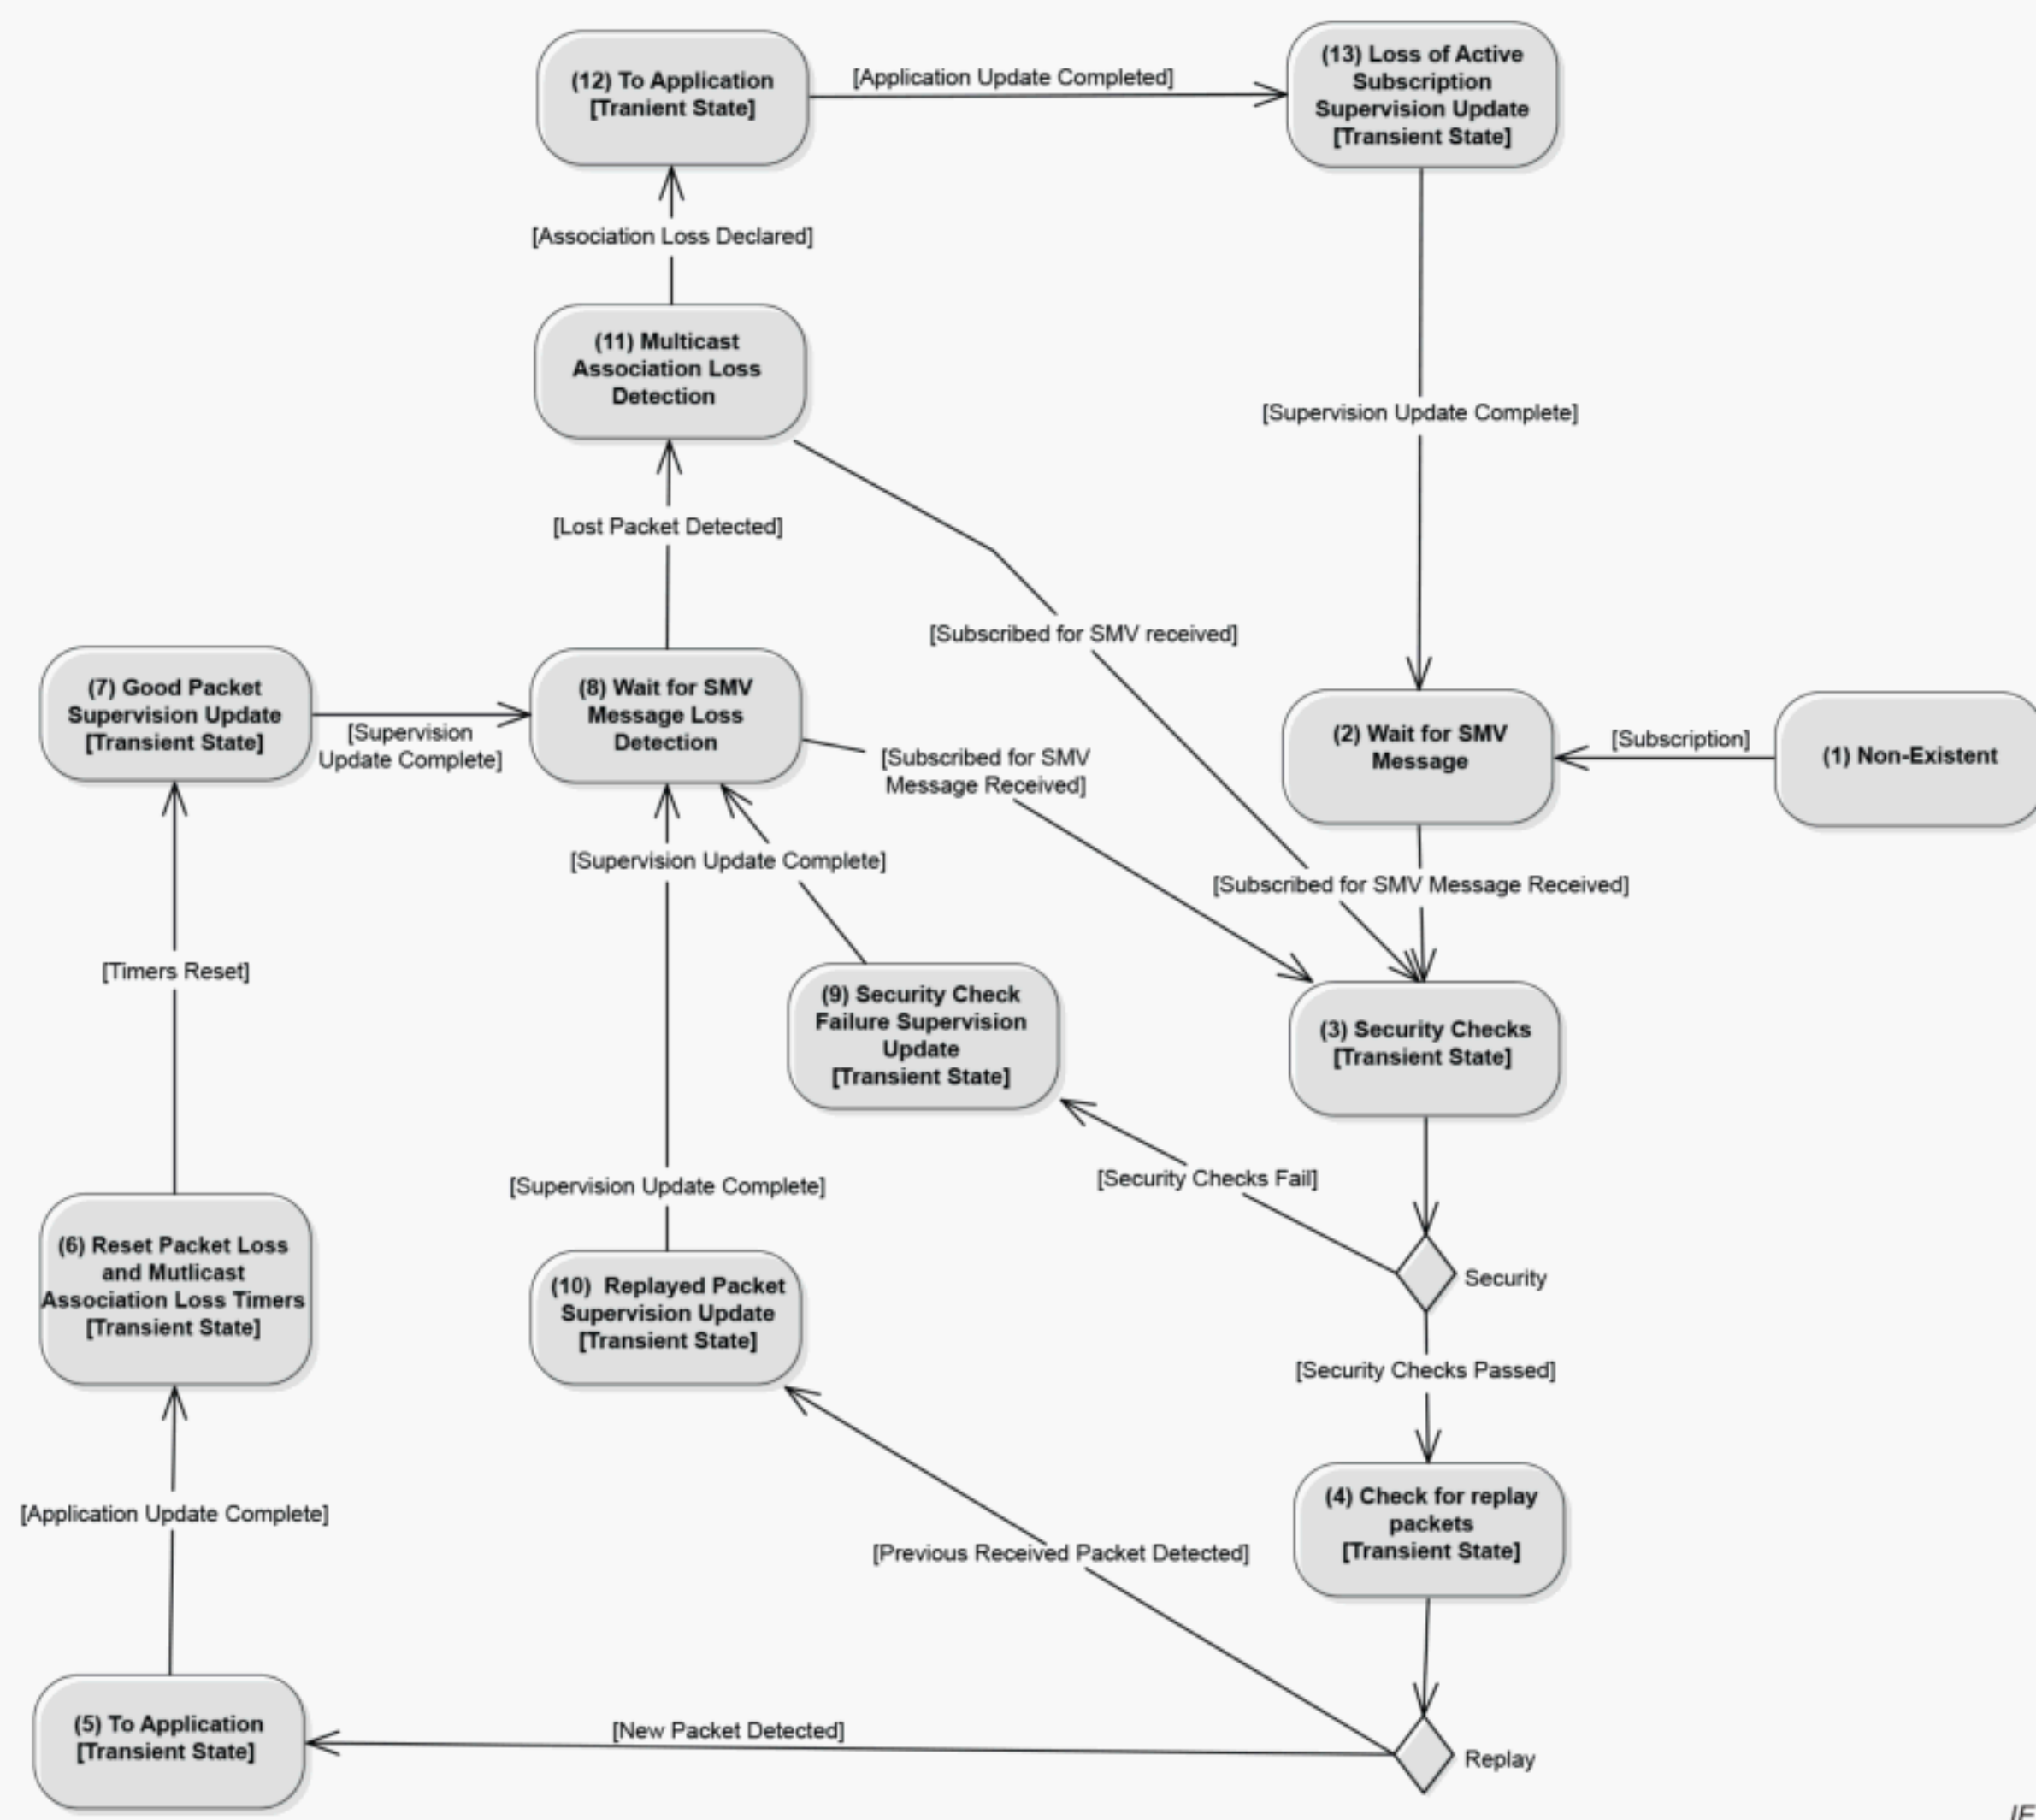 (12) To Application
[Tranient State]
[Application Update Completed]
(13) Loss of Active
Subscription
Supervision Update
[Transient State]
[Association Loss Declared]
(11) Multicast
Association Loss
Detection
[Supervision Update Complete]
[Lost Packet Detected]
[Subscribed for SMV received]
(7) Good Packet
Supervision Update
[Transient State]
[Supervision
Update Complete]
(8) Wait for SMV
Message Loss
Detection
[Subscribed for SMV
Message Received]
(2) Wait for SMV
Message
[Subscription]
(1) Non-Existent
[Supervision Update Complete]
[Subscribed for SMV Message Received]
[Timers Reset]
(9) Security Check
Failure Supervision
Update
[Transient State]
(3) Security Checks
[Transient State]
[Supervision Update Complete]
[Security Checks Fail]
(6) Reset Packet Loss
and Mutlicast
Association Loss Timers
[Transient State]
(10) Replayed Packet
Supervision Update
[Transient State]
Security
[Security Checks Passed]
[Application Update Complete]
[Previous Received Packet Detected]
(4) Check for replay
packets
[Transient State]
(5) To Application
[Transient State]
[New Packet Detected]
Replay